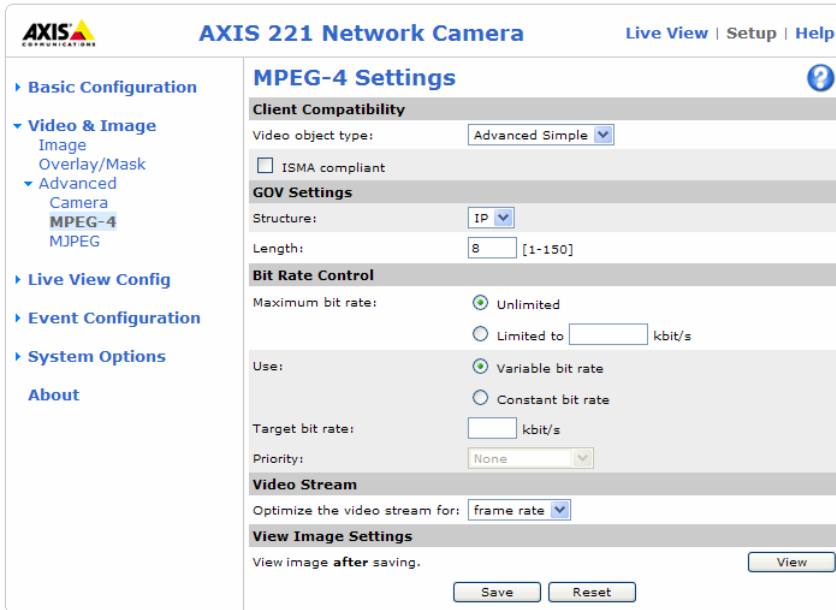 AXIS
COMMUNICATIONS
AXIS 221 Network Camera
Live View | Setup | Help
Basic Configuration
Video & Image
Image
Overlay/Mask
Advanced
Camera
MPEG-4
MJPEG
Live View Config
Event Configuration
System Options
About
MPEG-4 Settings
?
Client Compatibility
Video object type: Advanced Simple
ISMA compliant
GOV Settings
Structure: IP
Length: 8 [1-150]
Bit Rate Control
Maximum bit rate: Unlimited
Limited to kbit/s
Use: Variable bit rate
Constant bit rate
Target bit rate: kbit/s
Priority: None
Video Stream
Optimize the video stream for: frame rate
View Image Settings
View image after saving. View
Save Reset